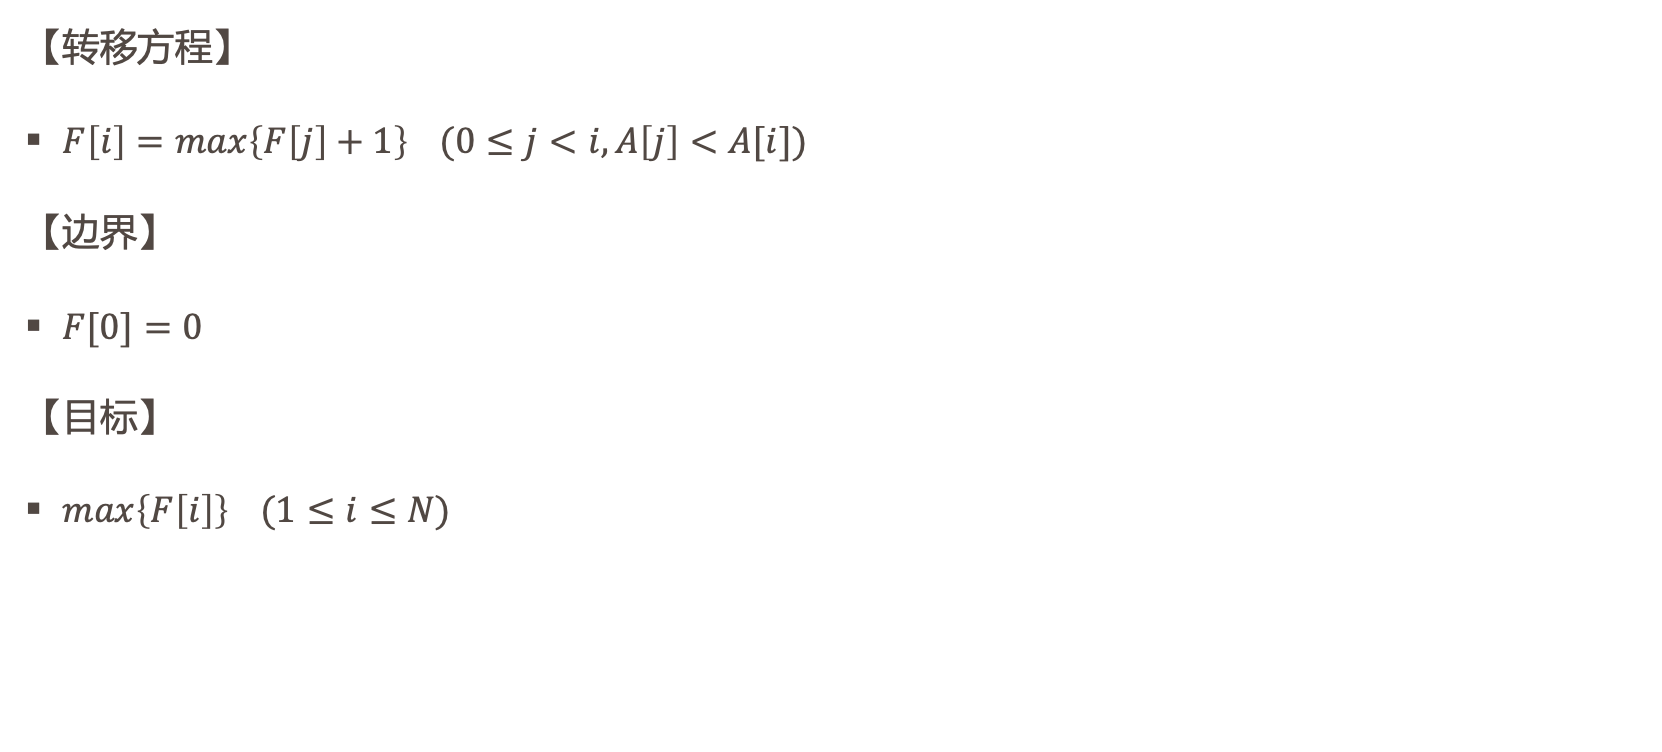 【转移方程】
▪ F[i] = max{F[j] + 1} (0 ≤ j < i, A[j] < A[i])
【边界】
▪ F[0] = 0
【目标】
▪ max{F[i]} (1 ≤ i ≤ N)